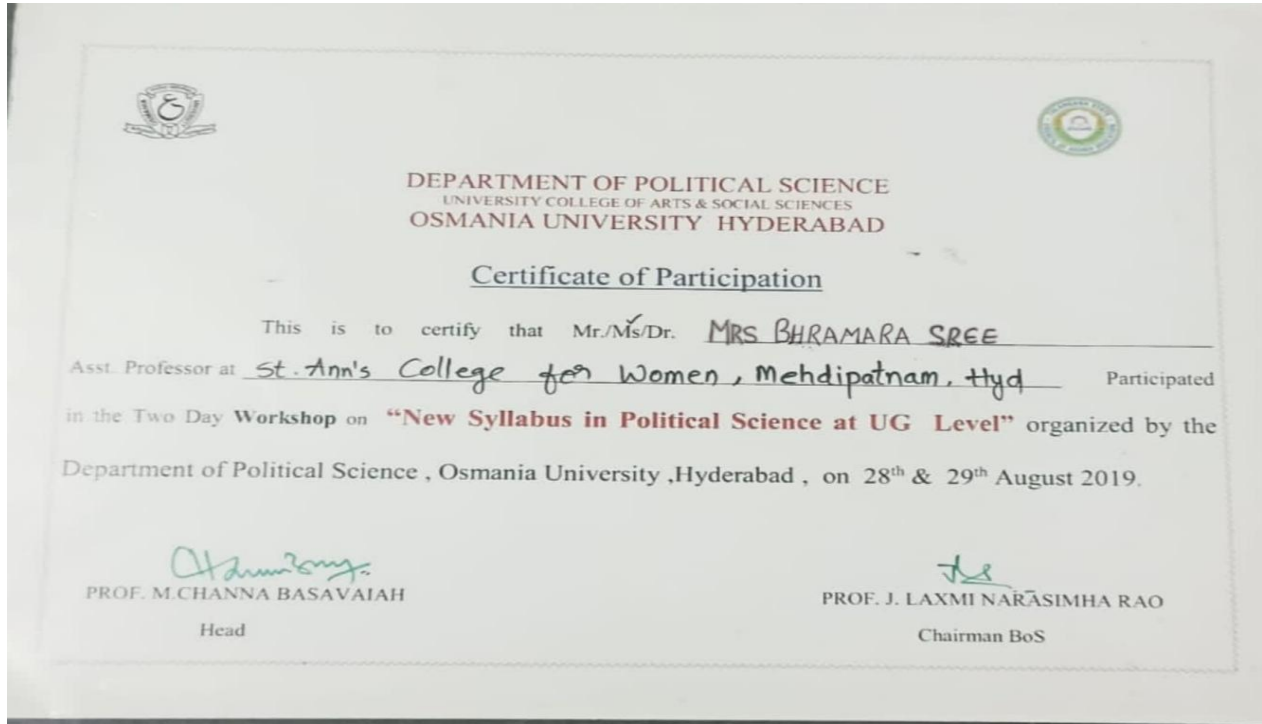 DEPARTMENT OF POLITICAL SCIENCE
UNIVERSITY COLLEGE OF ARTS & SOCIAL SCIENCES
OSMANIA UNIVERSITY HYDERABAD
Certificate of Participation
This is to certify that Mr./Ms/Dr. MRS BHRAMARA SREE
Asst. Professor at St. Ann's College for Women, Mehdipatnam, Hyd Participated
in the Two Day Workshop on “New Syllabus in Political Science at UG Level” organized by the
Department of Political Science , Osmania University ,Hyderabad , on 28th & 29th August 2019.
PROF. M.CHANNA BASAVAIAH
Head
PROF. J. LAXMI NARASIMHA RAO
Chairman BoS